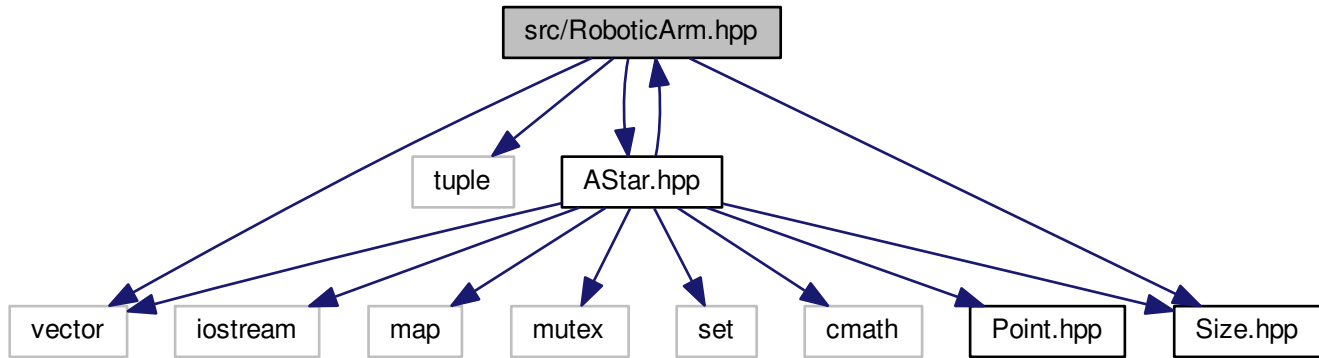 src/RoboticArm.hpp
tuple
AStar.hpp
vector
iostream
map
mutex
set
cmath
Point.hpp
Size.hpp